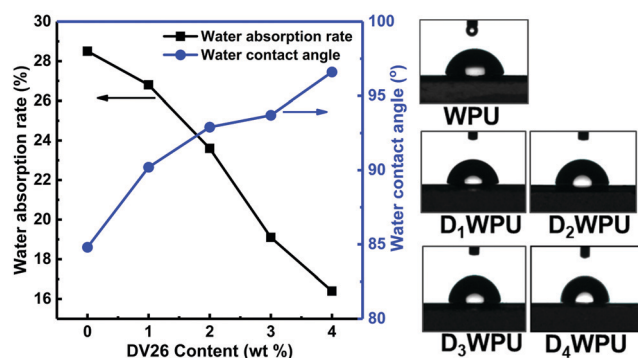 Water absorption rate (%)
30
28
26
24
22
20
18
16
Water absorption rate
Water contact angle
100
95
90
85
80
Water contact angle (º)
0 1 2 3 4
DV26 Content (wt %)
WPU
D₁WPU D₂WPU
D₃WPU D₄WPU